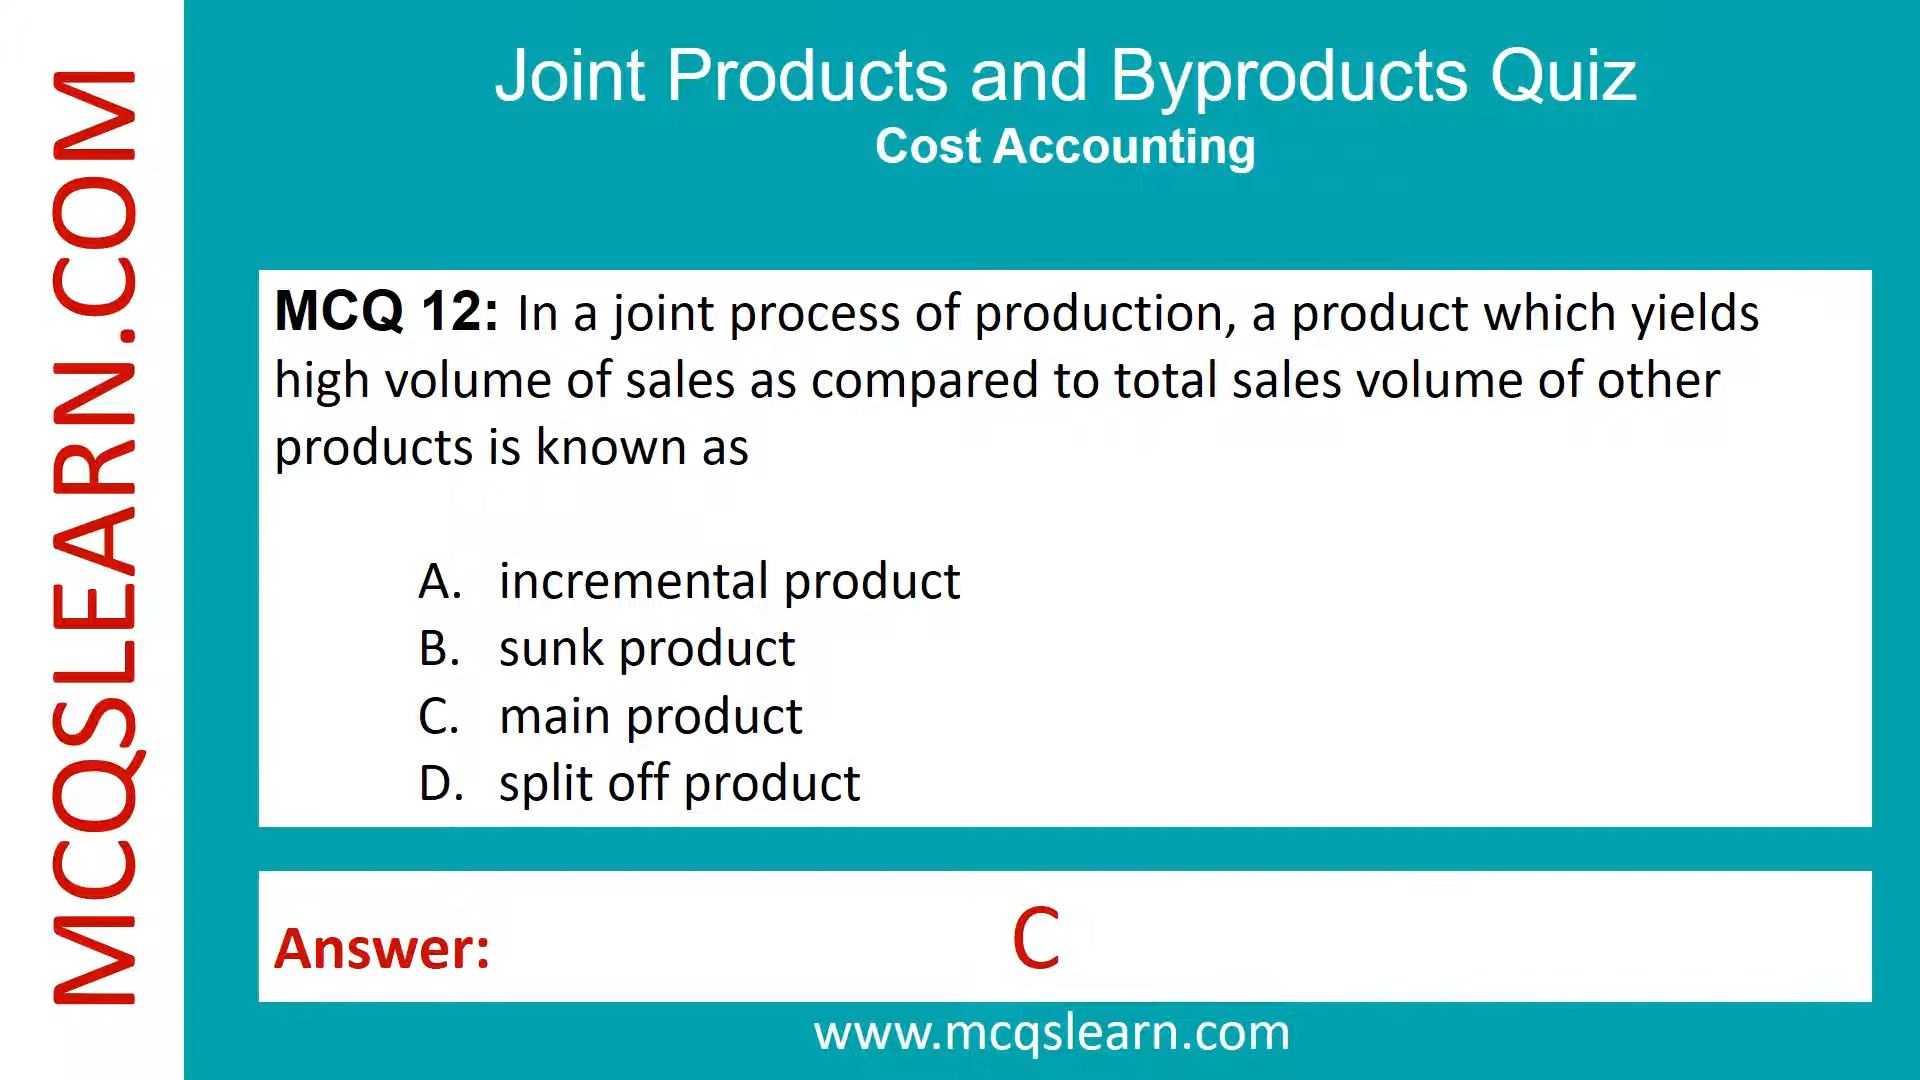 MCQSLEARN.COM
Joint Products and Byproducts Quiz
Cost Accounting
MCQ 12: In a joint process of production, a product which yields
high volume of sales as compared to total sales volume of other
products is known as
A. incremental product
B. sunk product
C. main product
D. split off product
Answer: C
www.mcqslearn.com